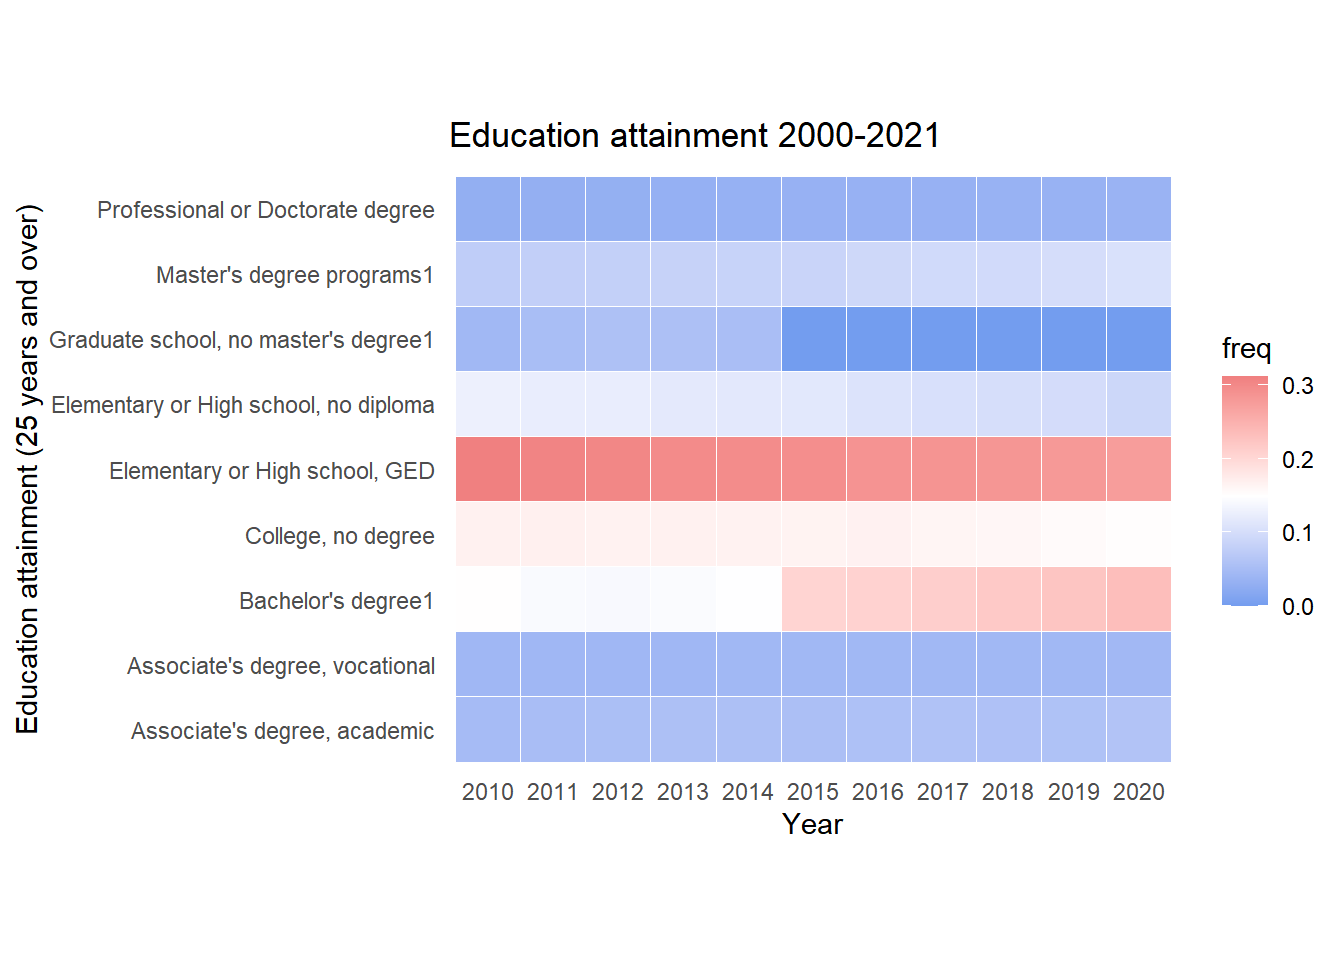 Education attainment 2000-2021
Education attainment (25 years and over)
Professional or Doctorate degree
Master's degree programs1
Graduate school, no master's degree1
Elementary or High school, no diploma
Elementary or High school, GED
College, no degree
Bachelor's degree1
Associate's degree, vocational
Associate's degree, academic
2010 2011 2012 2013 2014 2015 2016 2017 2018 2019 2020
Year
freq
0.3
0.2
0.1
0.0